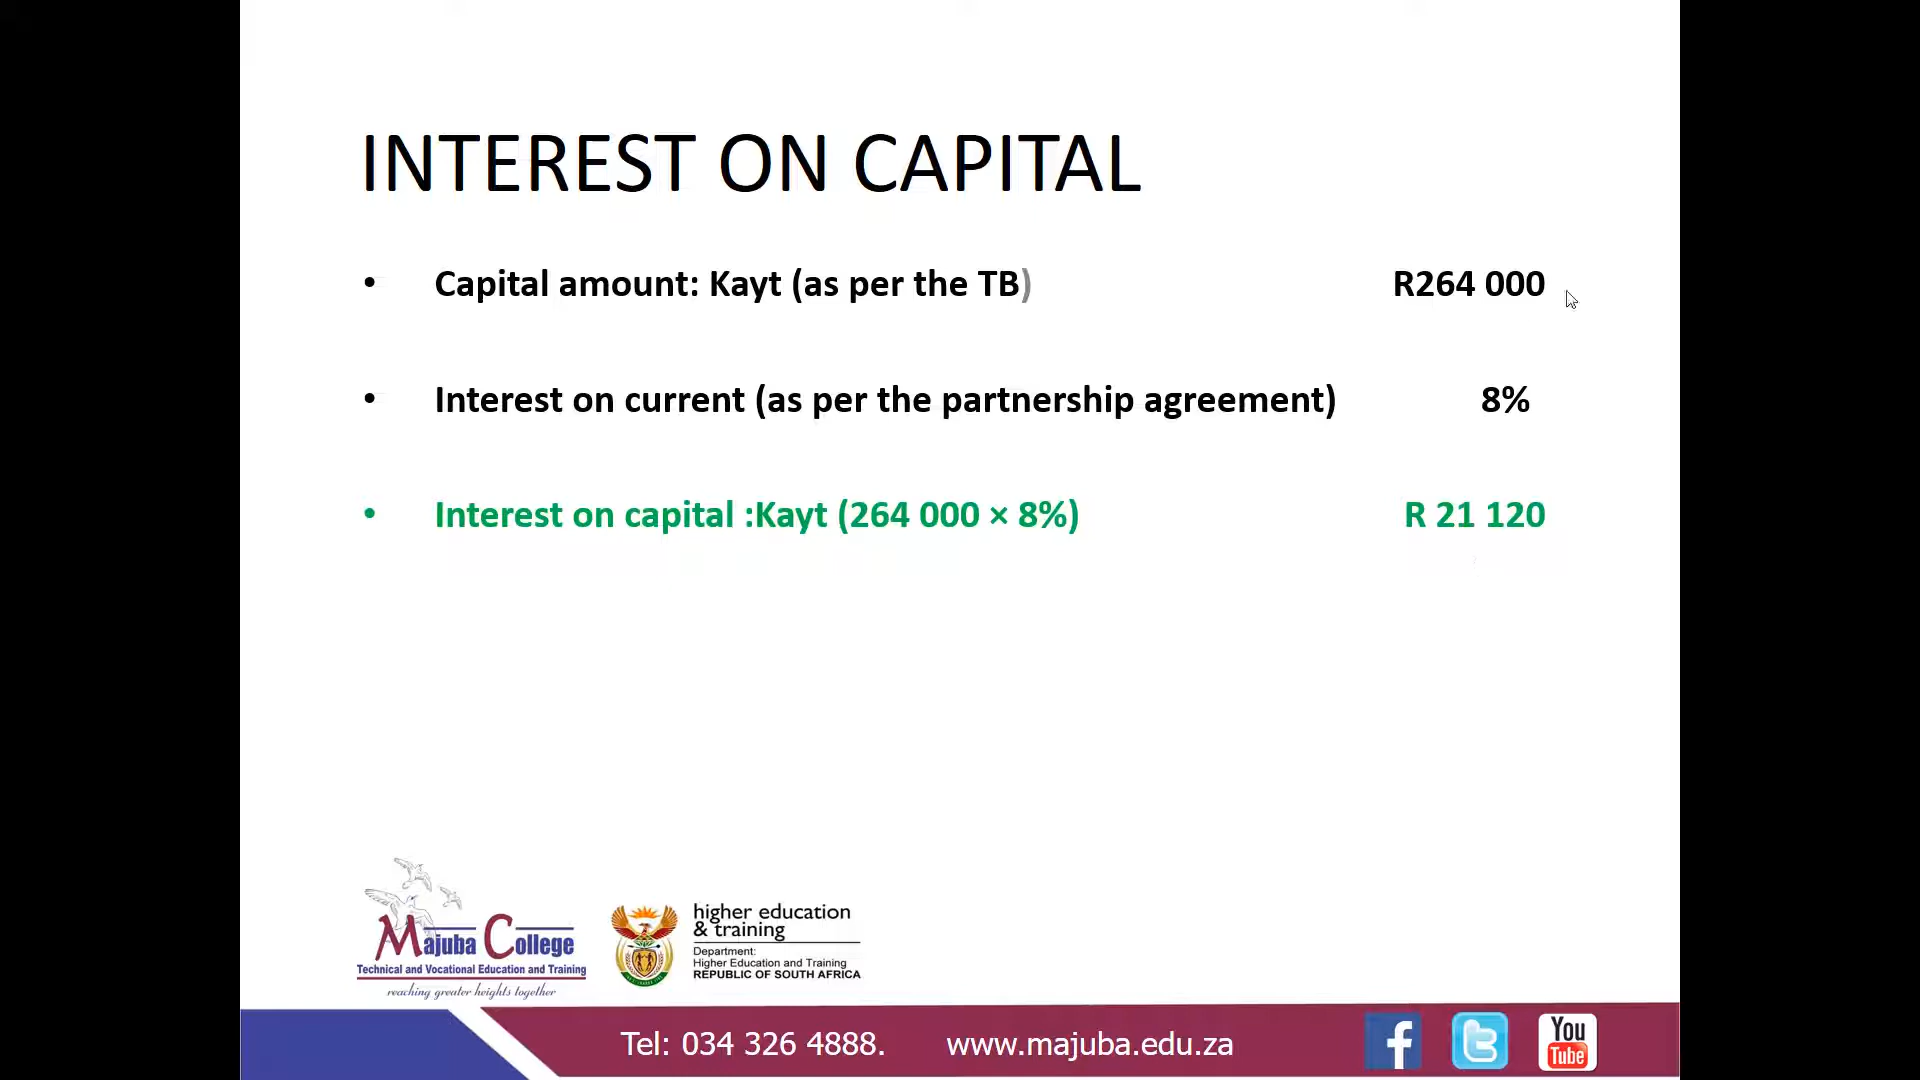 INTEREST ON CAPITAL
• Capital amount: Kayt (as per the TB) R264 000
• Interest on current (as per the partnership agreement) 8%
• Interest on capital :Kayt (264 000 × 8%) R 21 120
Majuba College
Technical and Vocational Education and Training
reaching greater heights together
higher education
& training
Department:
Higher Education and Training
REPUBLIC OF SOUTH AFRICA
Tel: 034 326 4888. www.majuba.edu.za
You
Tube